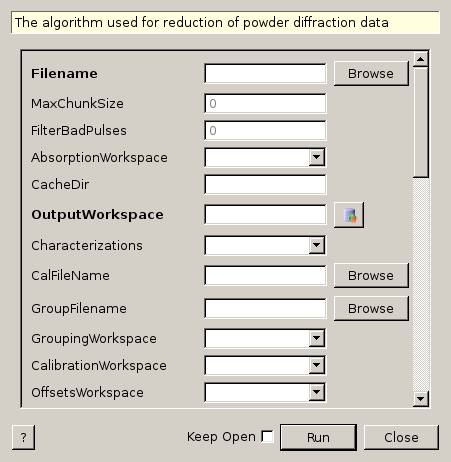 The algorithm used for reduction of powder diffraction data
Filename Browse
MaxChunkSize 0
FilterBadPulses 0
AbsorptionWorkspace
CacheDir
OutputWorkspace
Characterizations
CalFileName Browse
GroupFilename Browse
GroupingWorkspace
CalibrationWorkspace
OffsetsWorkspace
? Keep Open Run Close